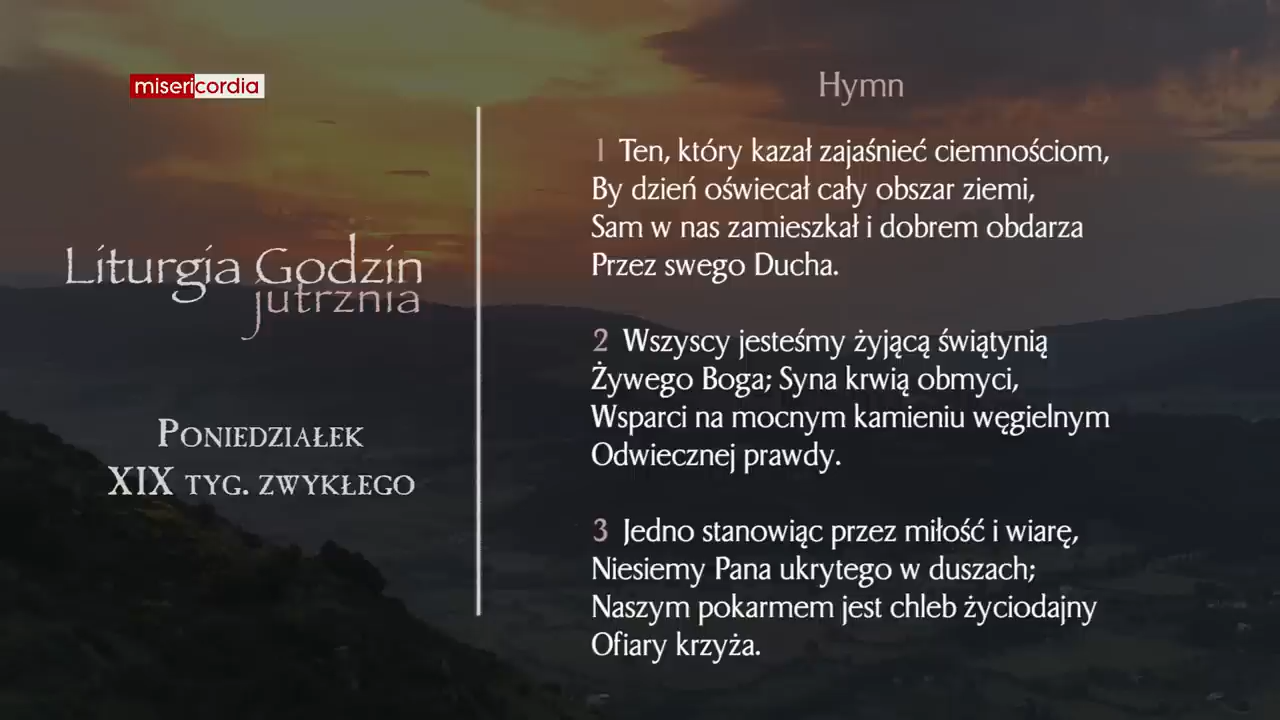 misericordia
Liturgia Godzin
jutrznia
Poniedziałek
XIX tyg. zwykłego
Hymn
1 Ten, który kazał zajaśnieć ciemnościom,
By dzień oświecał cały obszar ziemi,
Sam w nas zamieszkał i dobrem obdarza
Przez swego Ducha.
2 Wszyscy jesteśmy żyjącą świątynią
Żywego Boga; Syna krwią obmyci,
Wsparci na mocnym kamieniu węgielnym
Odwiecznej prawdy.
3 Jedno stanowiąc przez miłość i wiarę,
Niesiemy Pana ukrytego w duszach;
Naszym pokarmem jest chleb życiodajny
Ofiary krzyża.